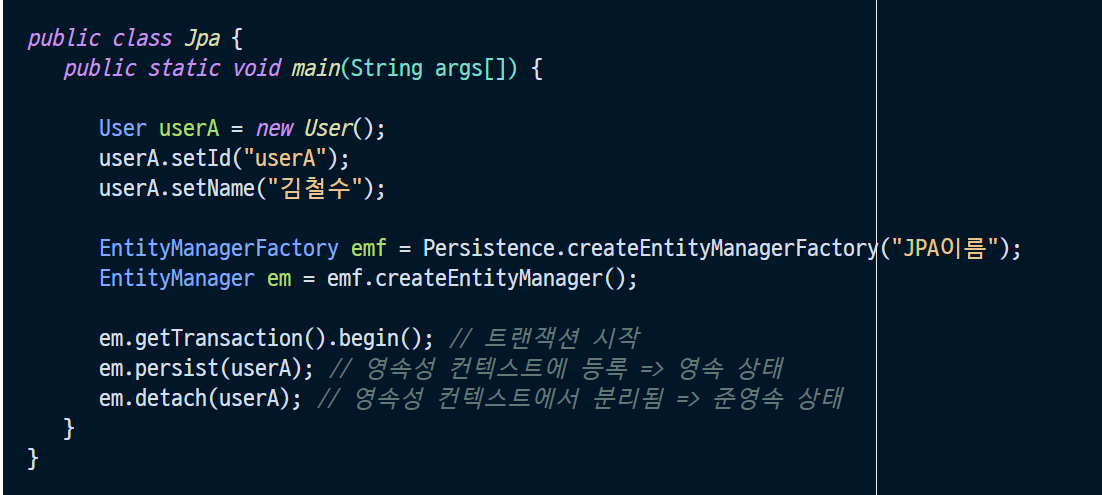 public class Jpa {
public static void main(String args[]) {
User userA = new User();
userA.setId("userA");
userA.setName("김철수");
EntityManagerFactory emf = Persistence.createEntityManagerFactory("JPA이름");
EntityManager em = emf.createEntityManager();
em.getTransaction().begin(); // 트랜잭션 시작
em.persist(userA); // 영속성 컨텍스트에 등록 => 영속 상태
em.detach(userA); // 영속성 컨텍스트에서 분리됨 => 준영속 상태
}
}